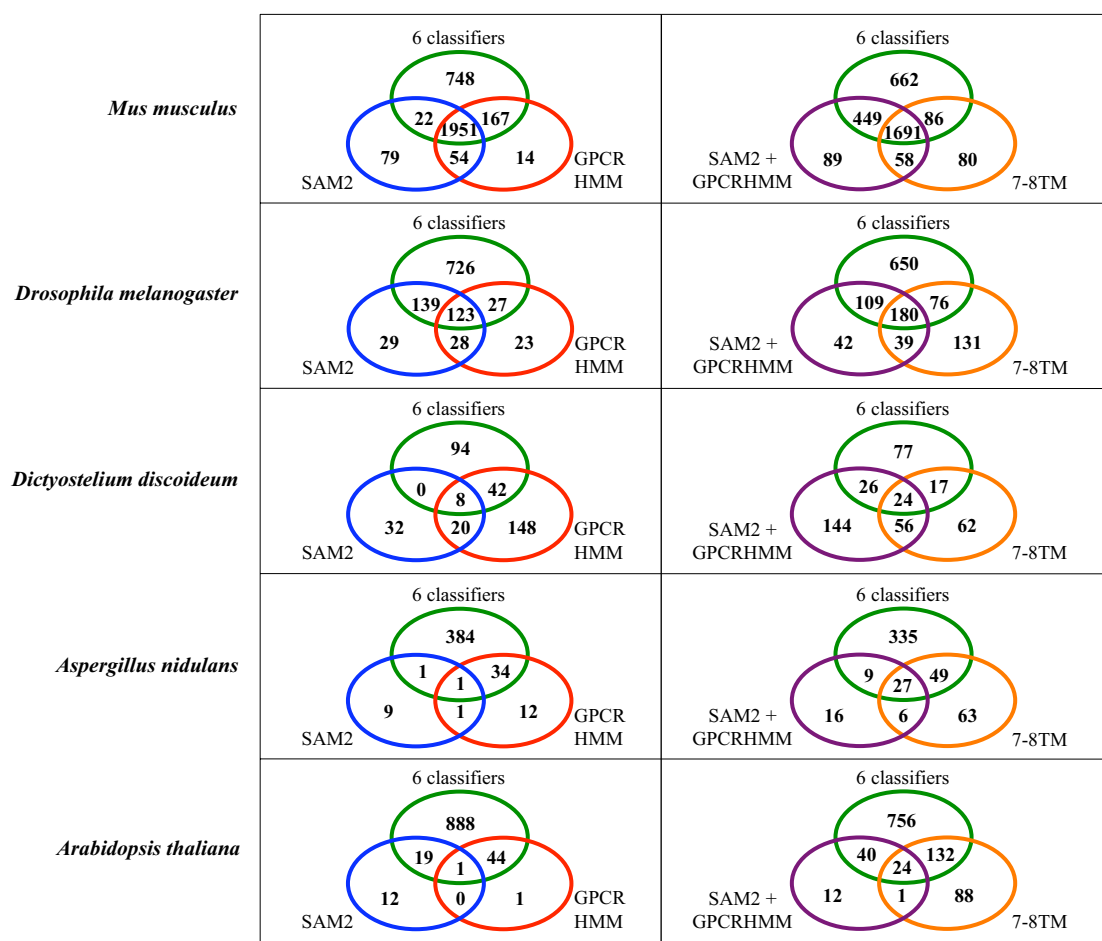 6 classifiers
748
22
167
1951
79
54
14
SAM2
GPCR
HMM
Mus musculus
6 classifiers
662
449
86
1691
89
58
80
SAM2 +
GPCRHMM
7-8TM
6 classifiers
726
139
27
123
29
28
23
SAM2
GPCR
HMM
Drosophila melanogaster
6 classifiers
650
109
76
180
42
39
131
SAM2 +
GPCRHMM
7-8TM
6 classifiers
94
0
42
8
32
20
148
SAM2
GPCR
HMM
Dictyostelium discoideum
6 classifiers
77
26
17
24
144
56
62
SAM2 +
GPCRHMM
7-8TM
6 classifiers
384
1
34
1
9
1
12
SAM2
GPCR
HMM
Aspergillus nidulans
6 classifiers
335
9
49
27
16
6
63
SAM2 +
GPCRHMM
7-8TM
6 classifiers
888
19
44
1
12
0
1
SAM2
GPCR
HMM
Arabidopsis thaliana
6 classifiers
756
40
132
24
12
1
88
SAM2 +
GPCRHMM
7-8TM